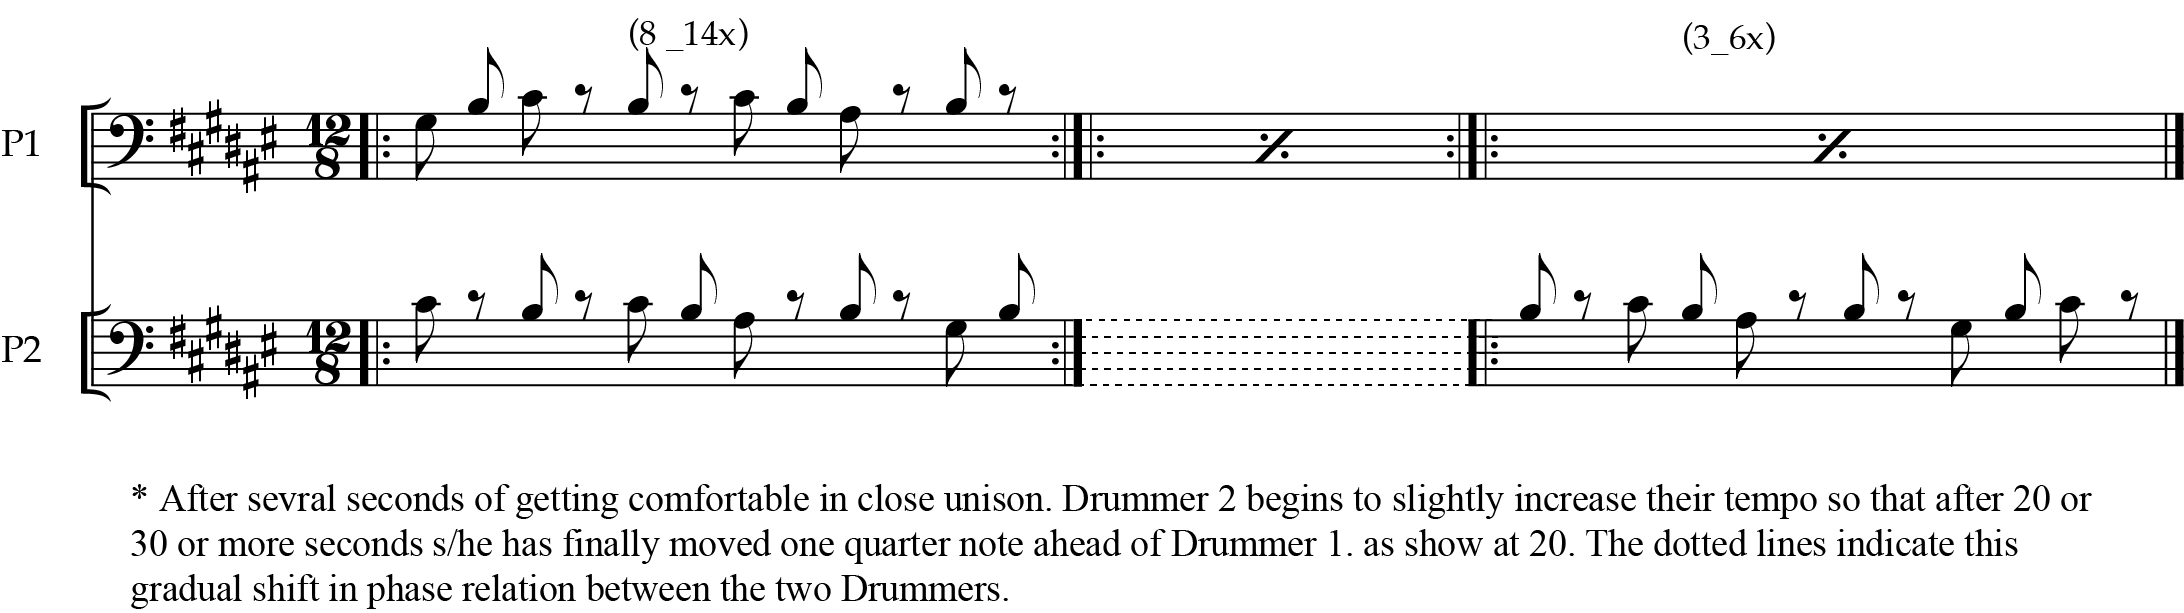 (8 _14x)
(3_6x)
P1
12
8
P2
12
8
* After sevral seconds of getting comfortable in close unison. Drummer 2 begins to slightly increase their tempo so that after 20 or
30 or more seconds s/he has finally moved one quarter note ahead of Drummer 1. as show at 20. The dotted lines indicate this
gradual shift in phase relation between the two Drummers.